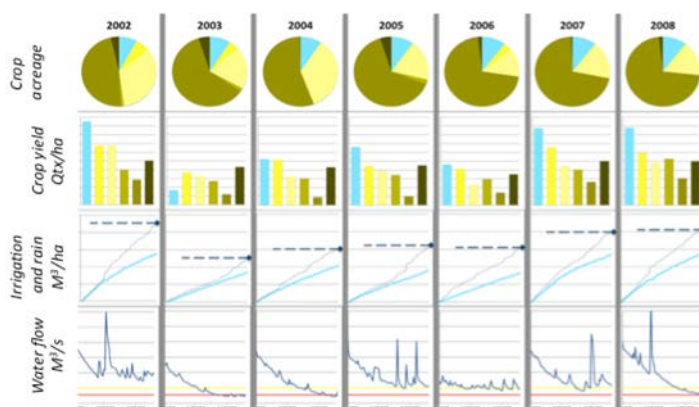 2002 2003 2004 2005 2006 2007 2008
Crop
acreage
Crop yield
Qtx/ha
Irrigation
and rain
M³/ha
Water flow
M³/s